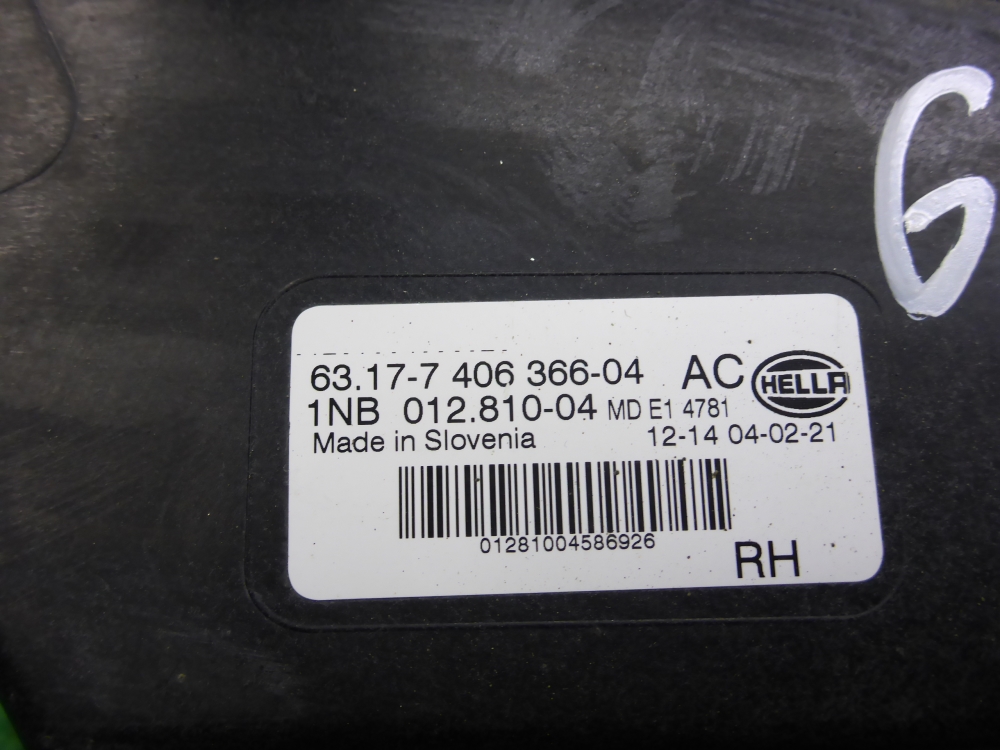 6
63.17-7 406 366-04 AC HELLA
1NB 012.810-04 MD E1 4781
Made in Slovenia 12-14 04-02-21
01281004586926
RH